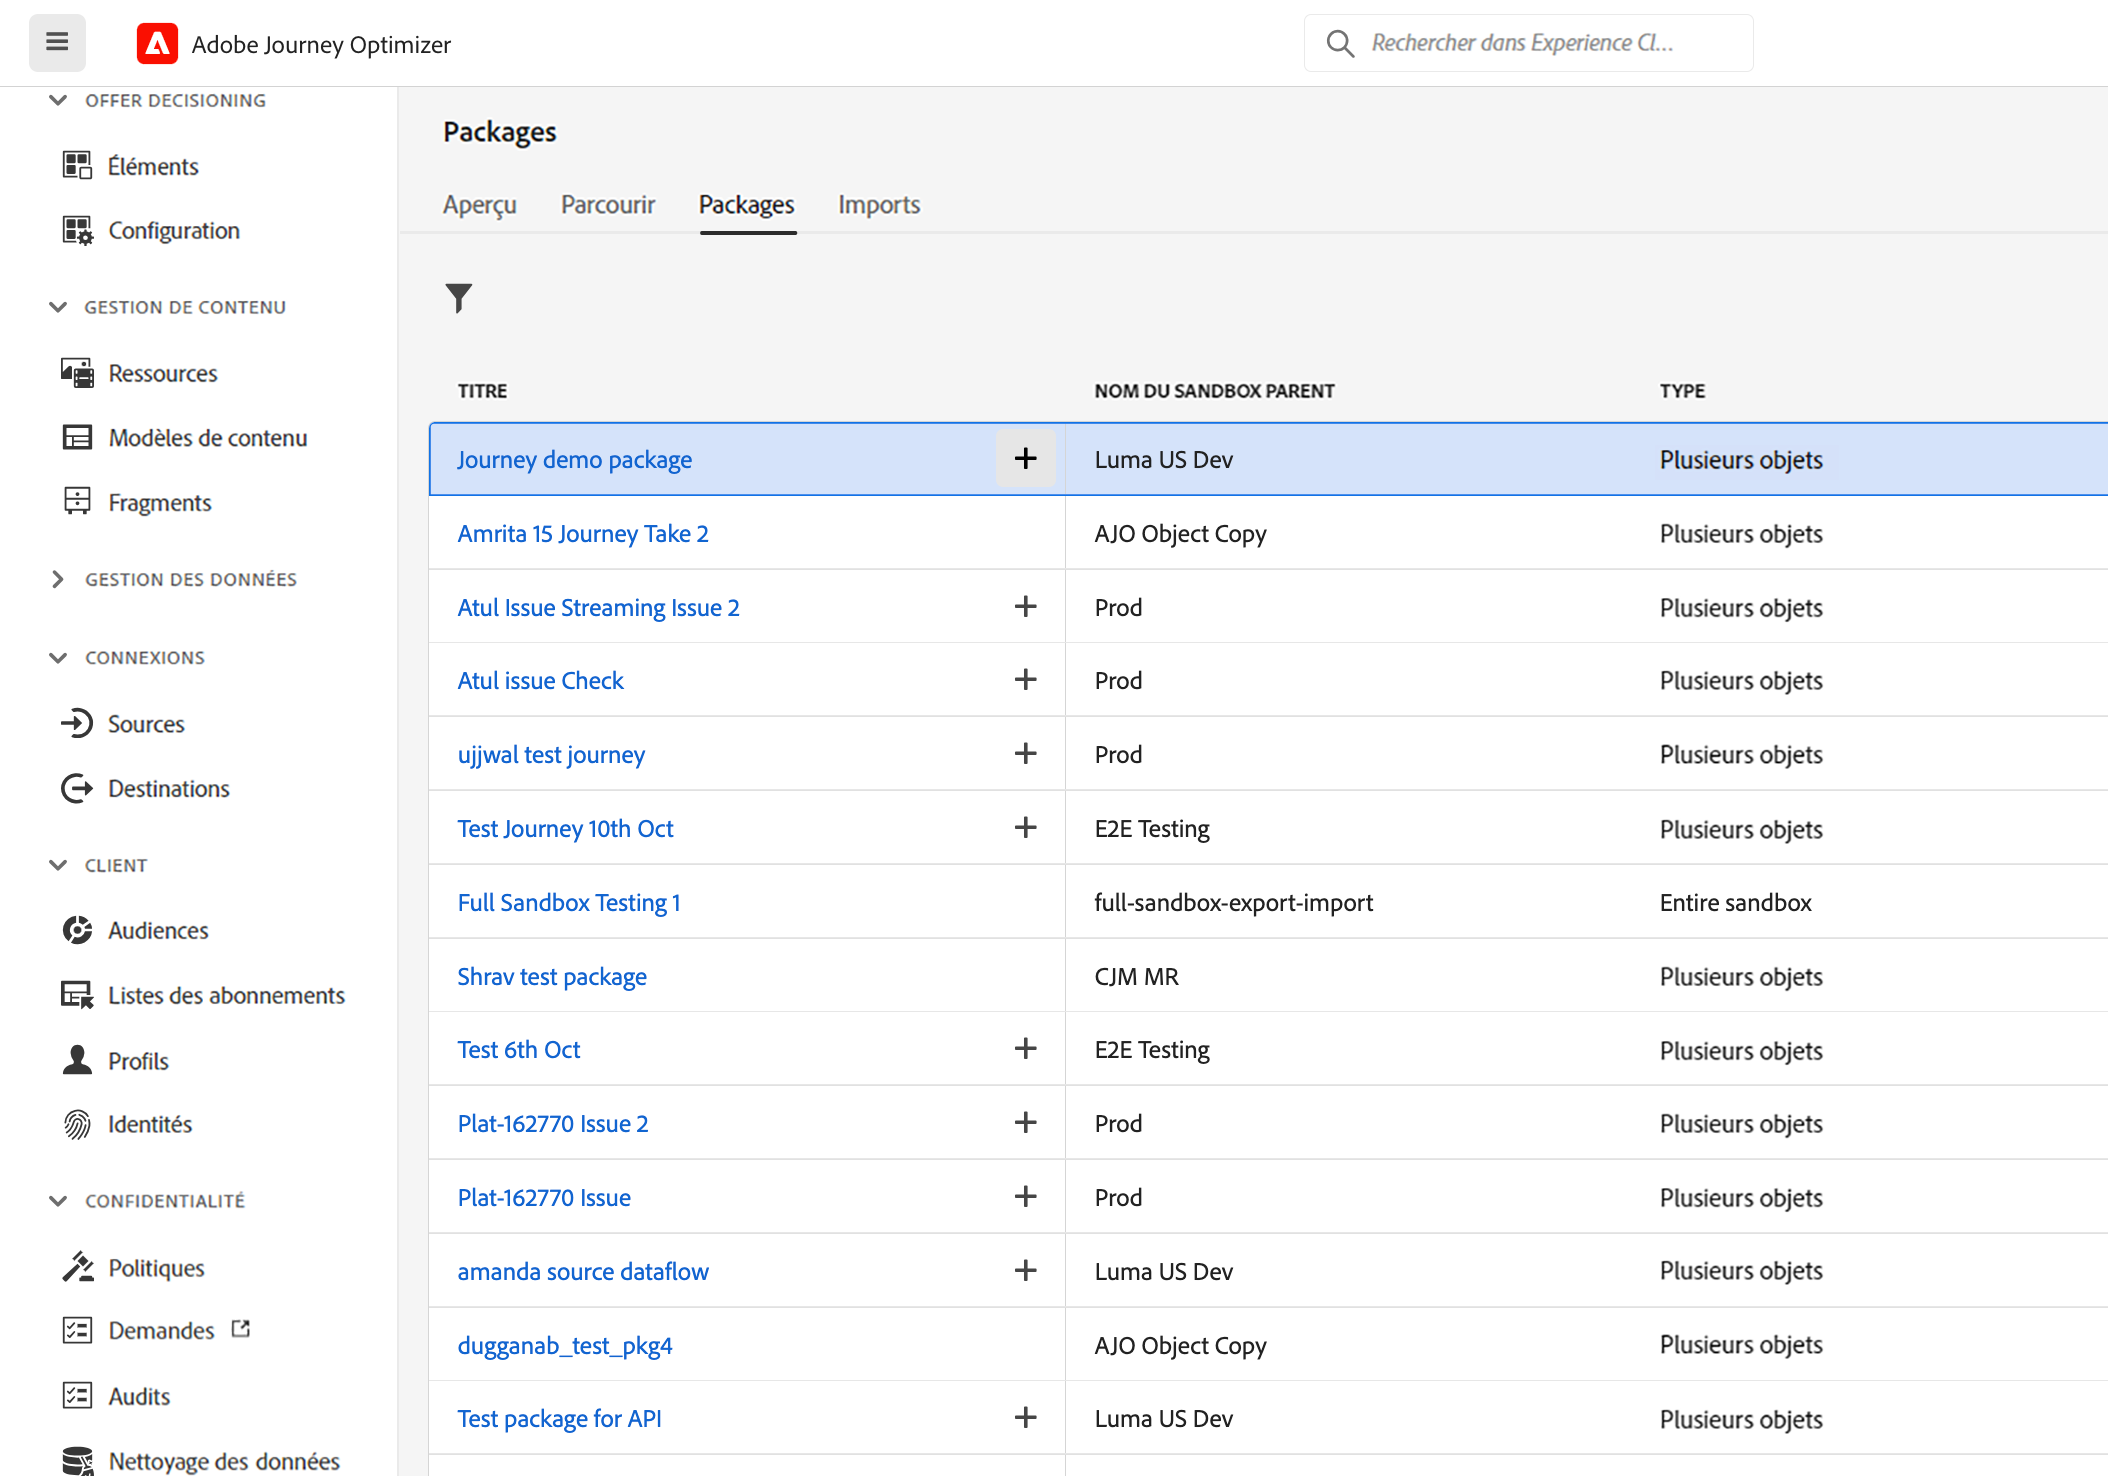 Adobe Journey Optimizer
Rechercher dans Experience Cl...
OFFER DECISIONING
Éléments
Configuration
GESTION DE CONTENU
Ressources
Modèles de contenu
Fragments
GESTION DES DONNÉES
CONNEXIONS
Sources
Destinations
CLIENT
Audiences
Listes des abonnements
Profils
Identités
CONFIDENTIALITÉ
Politiques
Demandes
Audits
Nettoyage des données
Packages
Aperçu Parcourir Packages Imports
TITRE NOM DU SANDBOX PARENT TYPE
Journey demo package + Luma US Dev Plusieurs objets
Amrita 15 Journey Take 2 AJO Object Copy Plusieurs objets
Atul Issue Streaming Issue 2 + Prod Plusieurs objets
Atul issue Check + Prod Plusieurs objets
ujjwal test journey + Prod Plusieurs objets
Test Journey 10th Oct + E2E Testing Plusieurs objets
Full Sandbox Testing 1 full-sandbox-export-import Entire sandbox
Shrav test package CJM MR Plusieurs objets
Test 6th Oct + E2E Testing Plusieurs objets
Plat-162770 Issue 2 + Prod Plusieurs objets
Plat-162770 Issue + Prod Plusieurs objets
amanda source dataflow + Luma US Dev Plusieurs objets
dugganab_test_pkg4 AJO Object Copy Plusieurs objets
Test package for API + Luma US Dev Plusieurs objets